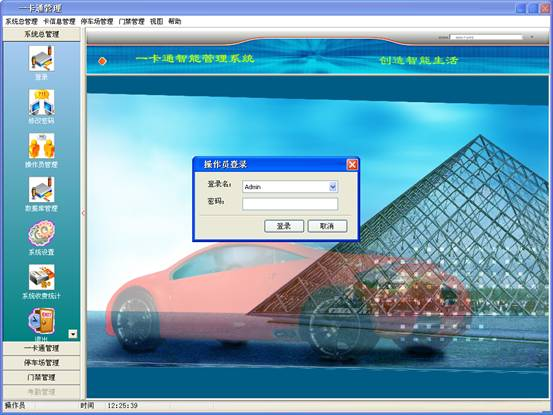 一卡通管理
系统总管理 卡信息管理 停车场管理 门禁管理 视图 帮助
系统总管理
登录
修改密码
操作员管理
数据库管理
系统设置
系统收费统计
退出
一卡通管理
停车场管理
门禁管理
考勤管理
一卡通智能管理系统 创造智能生活
操作员登录
登录名: Admin
密码:
登录 取消
操作员 时间 12:25:39